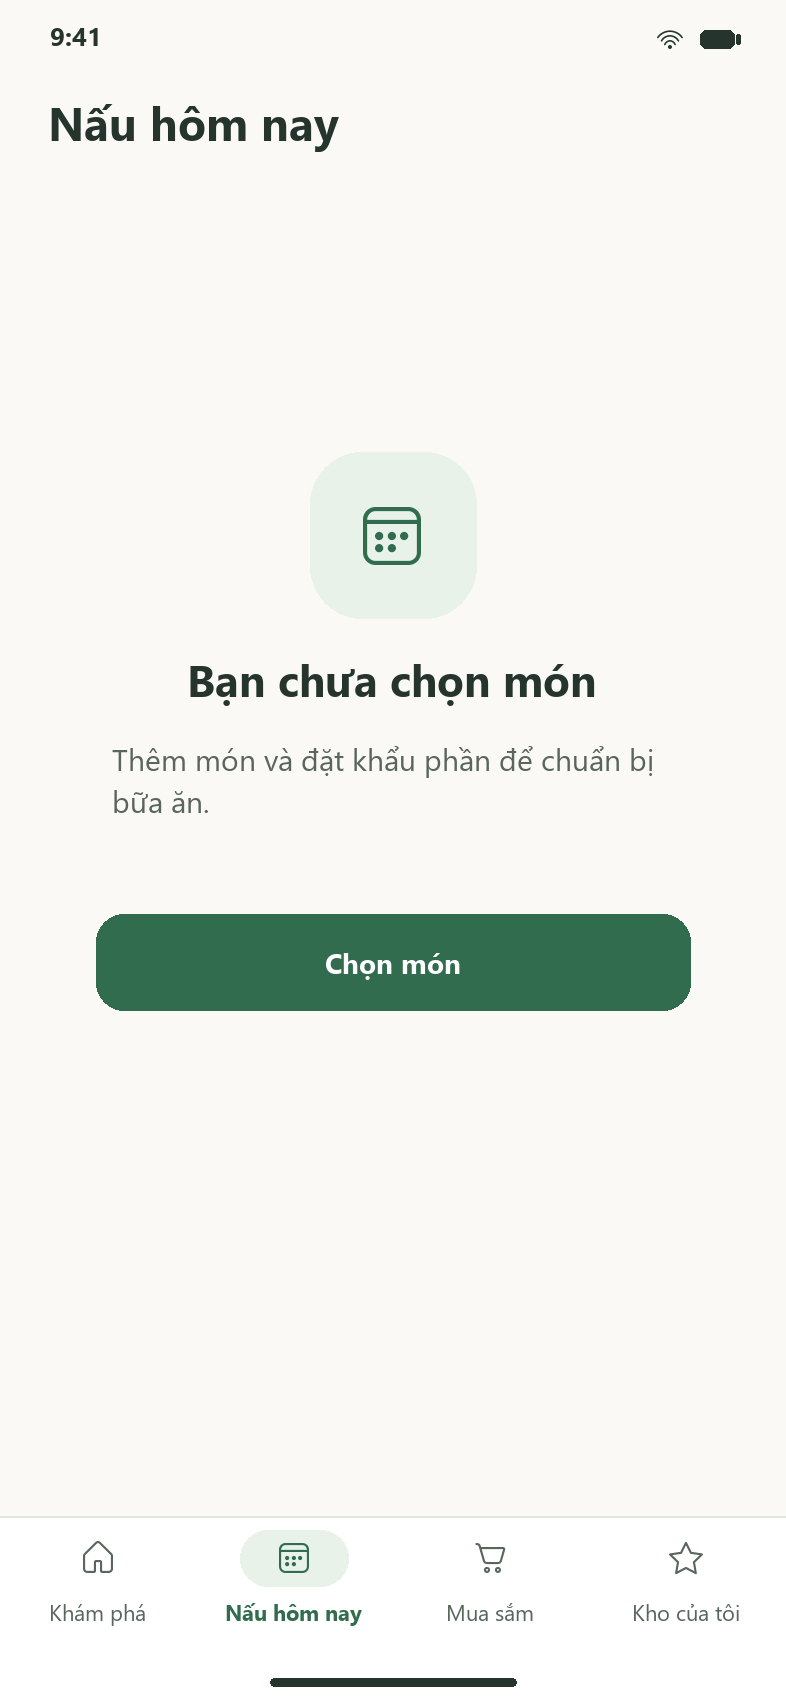 9:41
Nấu hôm nay
Bạn chưa chọn món
Thêm món và đặt khẩu phần để chuẩn bị
bữa ăn.
Chọn món
Khám phá
Nấu hôm nay
Mua sắm
Kho của tôi